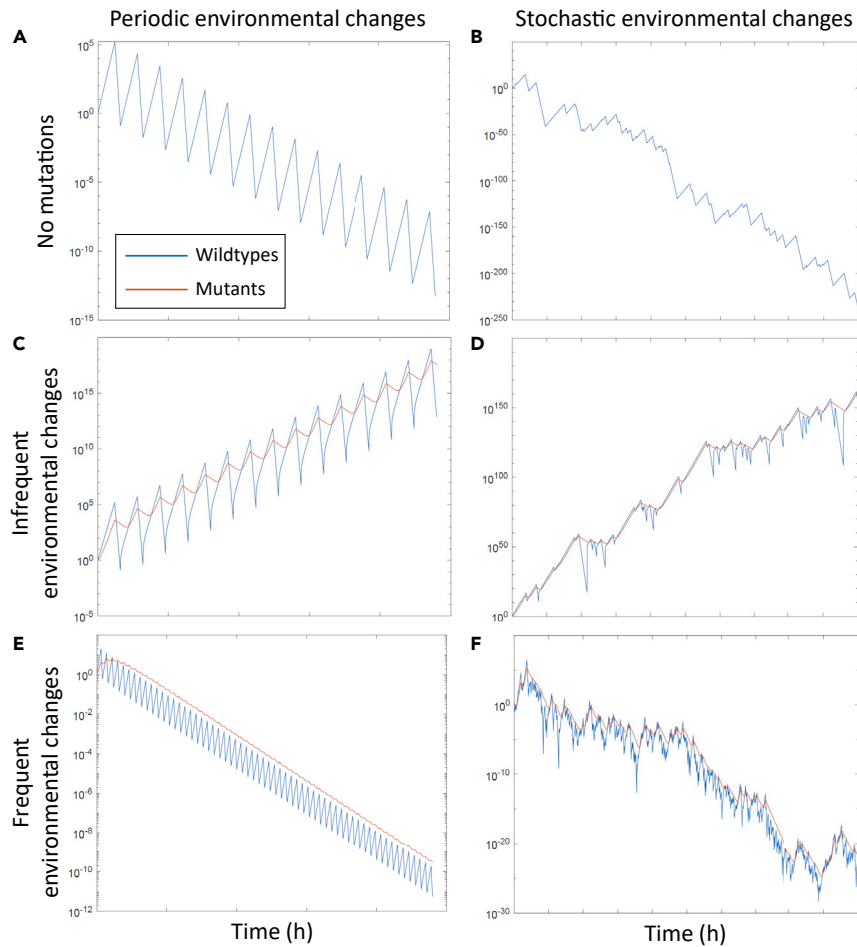 Periodic environmental changes
Stochastic environmental changes
A
B
No mutations
10^5
10^0
10^-5
10^-10
10^-15
Wildtypes
Mutants
10^0
10^-50
10^-100
10^-150
10^-200
10^-250
C
D
Infrequent
environmental changes
10^15
10^10
10^5
10^0
10^-5
10^150
10^100
10^50
10^0
E
F
Frequent
environmental changes
10^0
10^-2
10^-4
10^-6
10^-8
10^-10
10^-12
10^0
10^-10
10^-20
10^-30
Time (h)
Time (h)